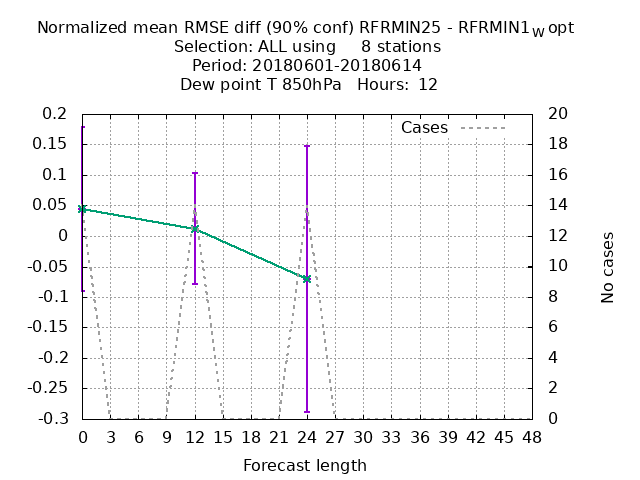 Normalized mean RMSE diff (90% conf) RFRMIN25 - RFRMIN1wopt
Selection: ALL using     8 stations
Period: 20180601-20180614
Dew point T 850hPa   Hours:  12
Cases
0.2
0.15
0.1
0.05
0
-0.05
-0.1
-0.15
-0.2
-0.25
-0.3
20
18
16
14
12
10
8
6
4
2
0
No cases
0 3 6 9 12 15 18 21 24 27 30 33 36 39 42 45 48
Forecast length